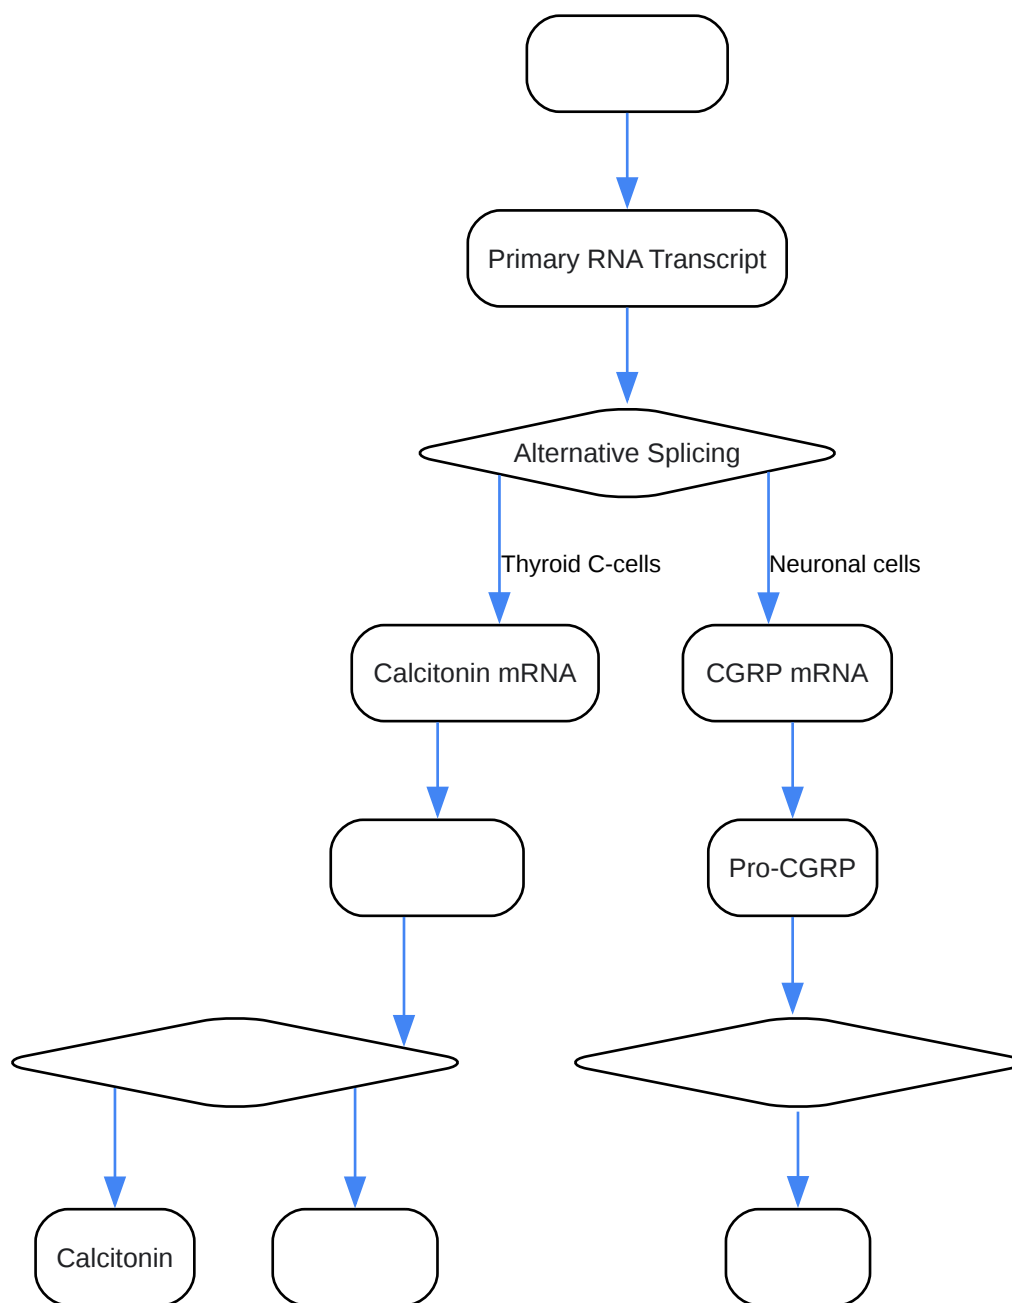 Primary RNA Transcript
Alternative Splicing
Thyroid C-cells
Neuronal cells
Calcitonin mRNA
CGRP mRNA
Pro-CGRP
Calcitonin